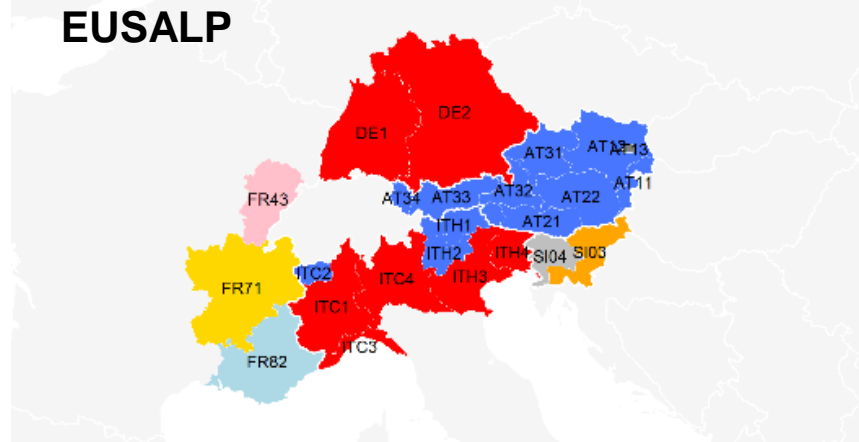 EUSALP
DE1
DE2
AT31
AT12
AT13
FR43
AT34
AT33
AT32
AT22
AT11
ITH1
AT21
ITH2
ITH4
SI04
SI03
ITC2
ITC4
ITH3
FR71
ITC1
ITC3
FR82